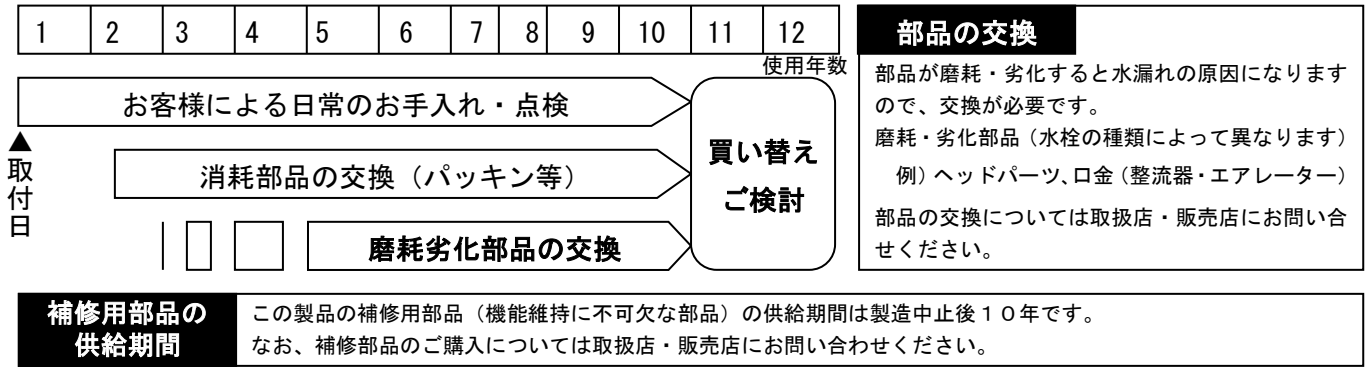 1 2 3 4 5 6 7 8 9 10 11 12
使用年数
お客様による日常のお手入れ・点検
▲
取付日
消耗部品の交換（パッキン等）
磨耗劣化部品の交換
買い替え
ご検討
部品の交換
部品が磨耗・劣化すると水漏れの原因になります
ので、交換が必要です。
磨耗・劣化部品（水栓の種類によって異なります）
例）ヘッドパーツ、口金（整流器・エアレーター）
部品の交換については取扱店・販売店にお問い合
せください。
補修用部品の
供給期間
この製品の補修用部品（機能維持に不可欠な部品）の供給期間は製造中止後１０年です。
なお、補修部品のご購入については取扱店・販売店にお問い合わせください。